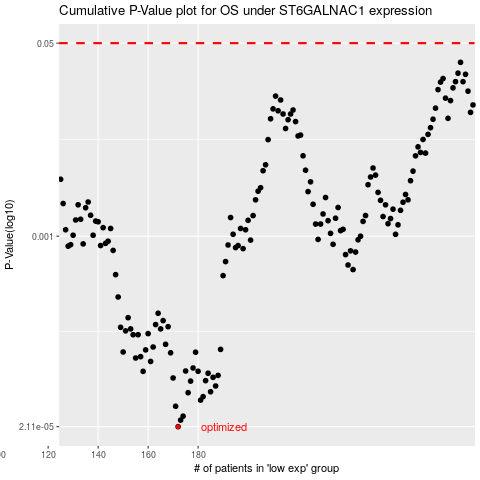 Cumulative P-Value plot for OS under ST6GALNAC1 expression
0.05
0.001
2.11e-05
P-Value(log10)
optimized
00 120 140 160 180
# of patients in 'low exp' group